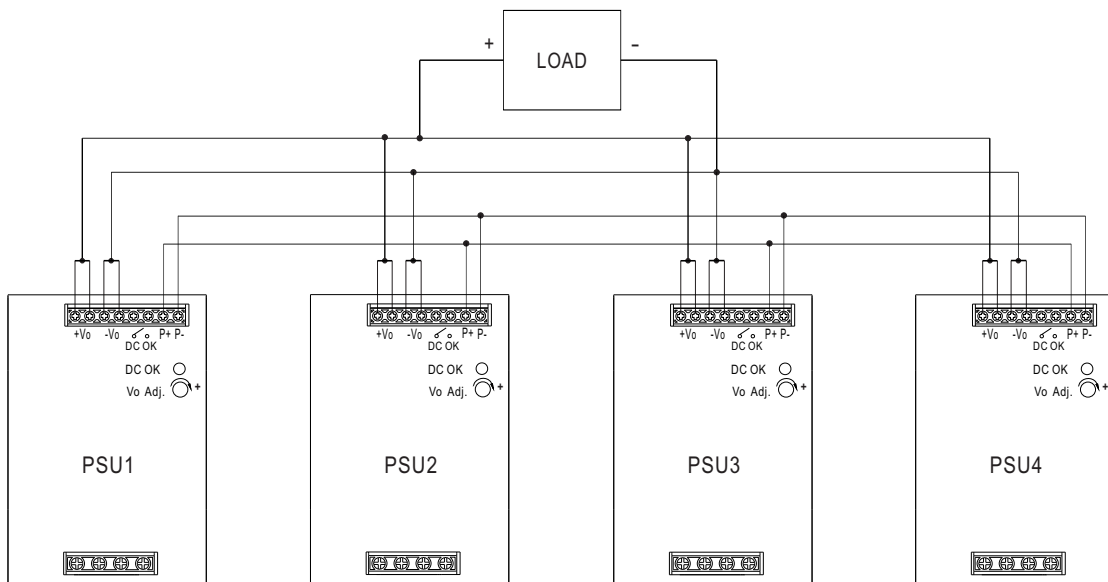 + LOAD -
+Vo -Vo P+ P- +Vo -Vo P+ P- +Vo -Vo P+ P- +Vo -Vo P+ P-
DC OK DC OK DC OK DC OK
DC OK DC OK DC OK DC OK
Vo Adj. + Vo Adj. + Vo Adj. + Vo Adj. +
PSU1 PSU2 PSU3 PSU4